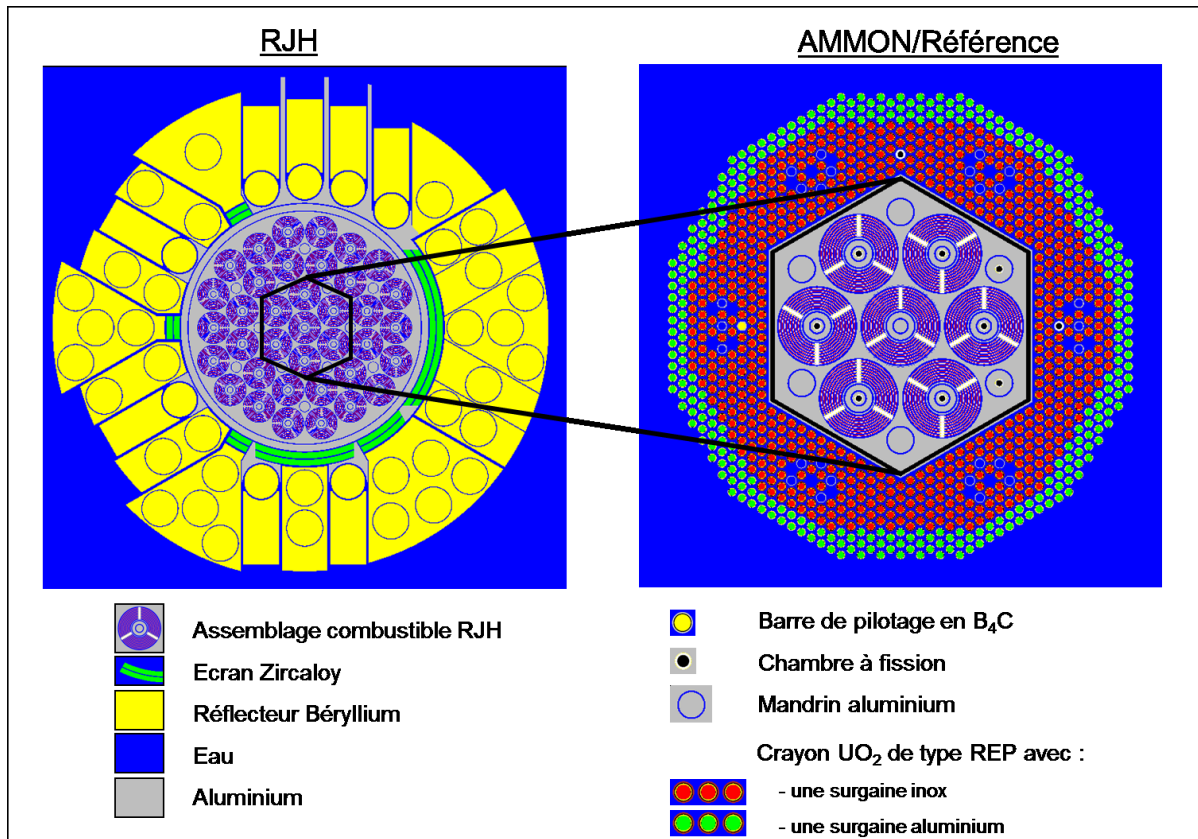 RJH
AMMON/Référence
Assemblage combustible RJH
Ecran Zircaloy
Réflecteur Béryllium
Eau
Aluminium
Barre de pilotage en B₄C
Chambre à fission
Mandrin aluminium
Crayon UO₂ de type REP avec :
- une surgaine inox
- une surgaine aluminium